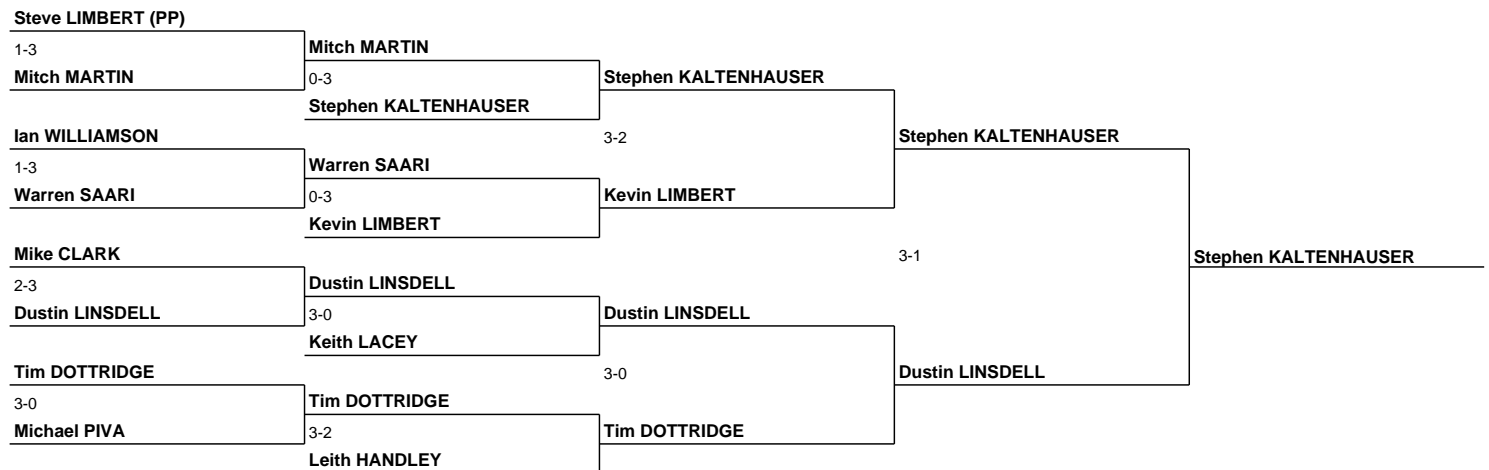 Steve LIMBERT (PP)
1-3
Mitch MARTIN
Mitch MARTIN
0-3
Stephen KALTENHAUSER
Stephen KALTENHAUSER
Ian WILLIAMSON
3-2
Stephen KALTENHAUSER
1-3
Warren SAARI
Warren SAARI
0-3
Kevin LIMBERT
Kevin LIMBERT
Mike CLARK
3-1
Stephen KALTENHAUSER
2-3
Dustin LINSDELL
Dustin LINSDELL
3-0
Dustin LINSDELL
Keith LACEY
Tim DOTTRIDGE
3-0
Dustin LINSDELL
3-0
Tim DOTTRIDGE
Michael PIVA
3-2
Tim DOTTRIDGE
Leith HANDLEY